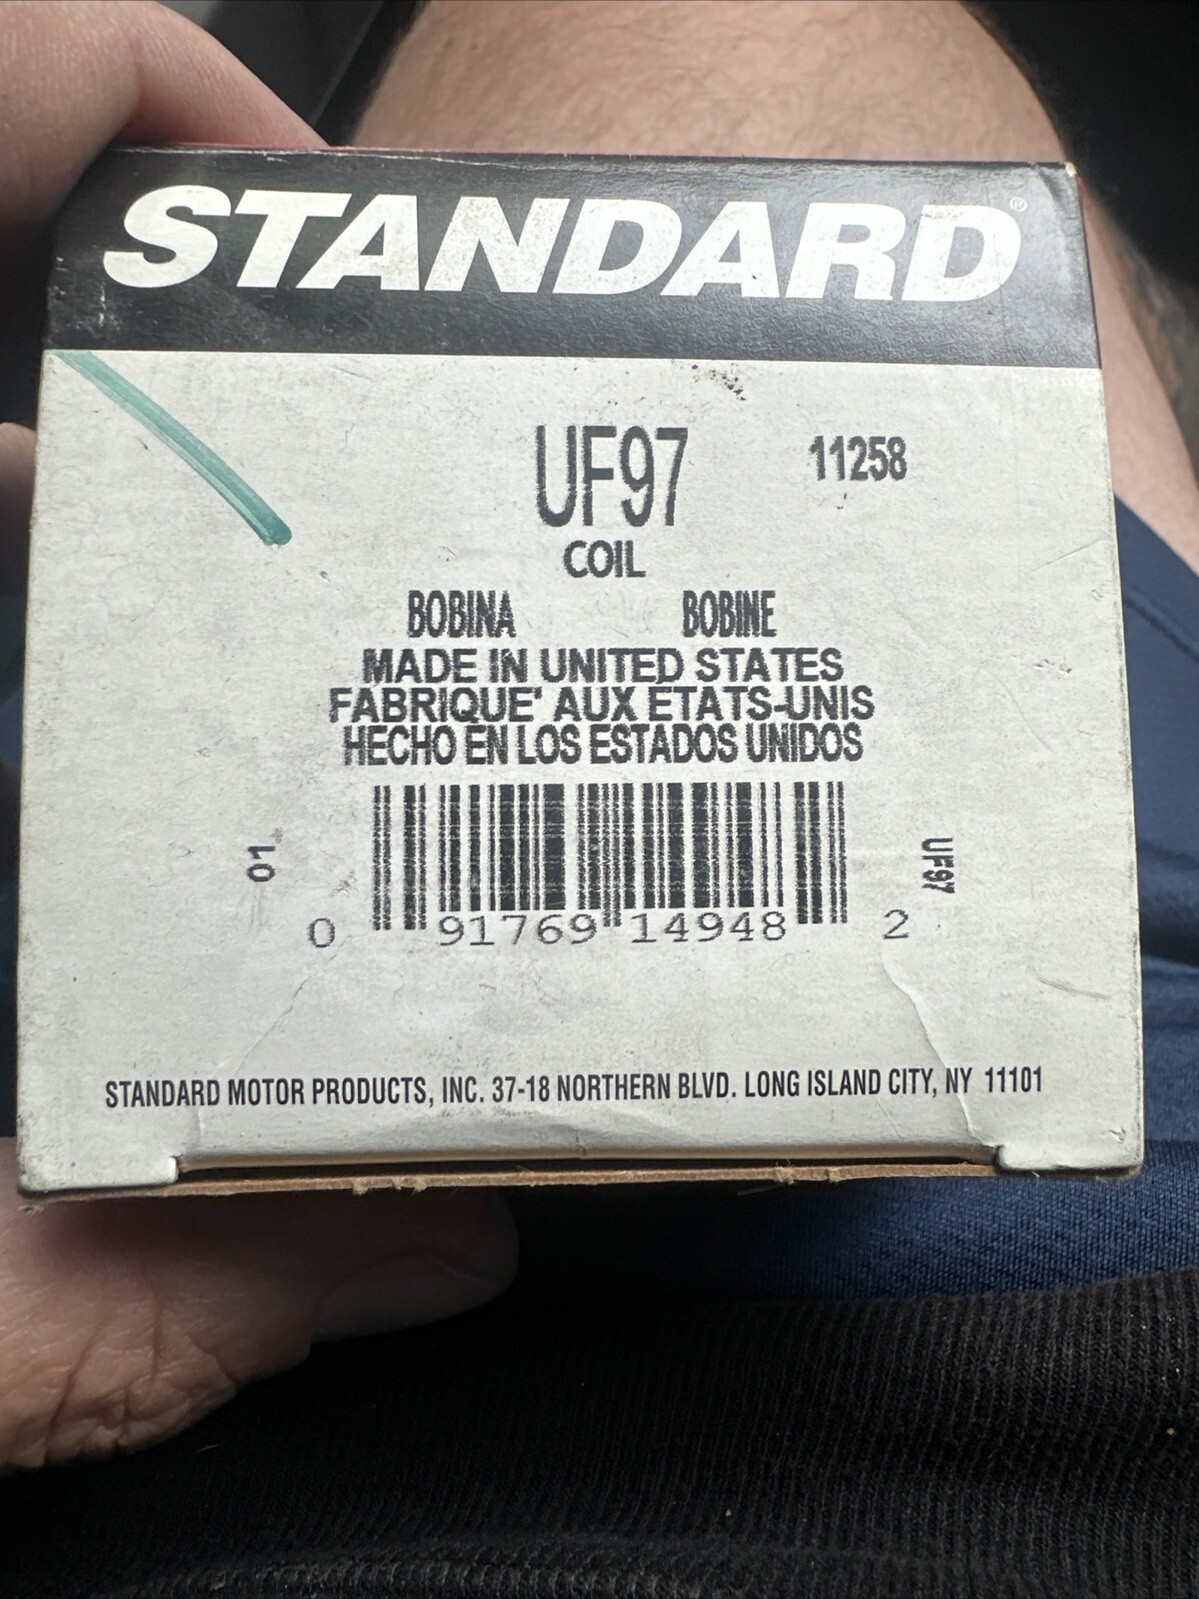 STANDARD®
UF97 11258
COIL
BOBINA BOBINE
MADE IN UNITED STATES
FABRIQUE' AUX ÉTATS-UNIS
HECHO EN LOS ESTADOS UNIDOS
01
UF97
0 91769 14948 2
STANDARD MOTOR PRODUCTS, INC. 37-18 NORTHERN BLVD. LONG ISLAND CITY, NY 11101